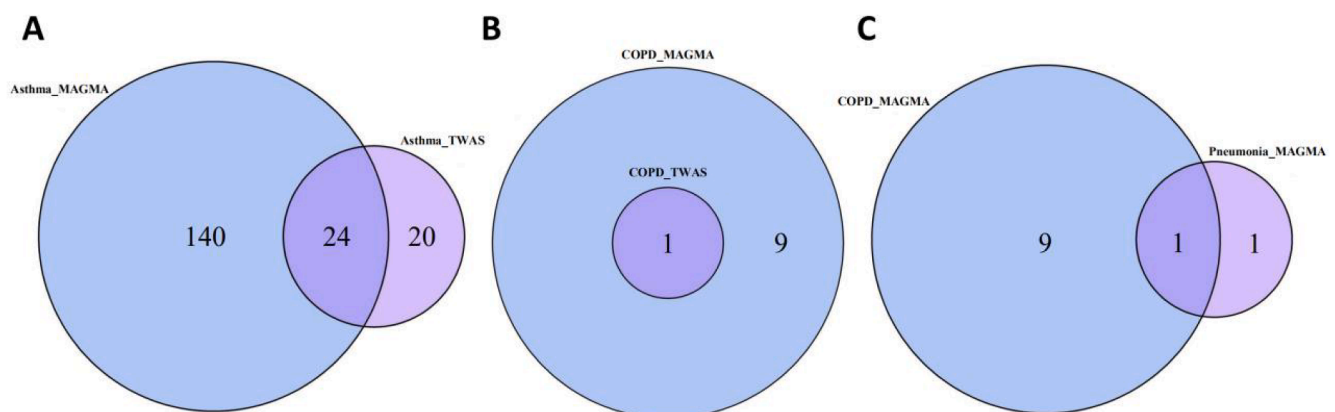 A
B
C
Asthma_MAGMA
Asthma_TWAS
140
24
20
COPD_MAGMA
COPD_TWAS
1
9
COPD_MAGMA
Pneumonia_MAGMA
9
1
1